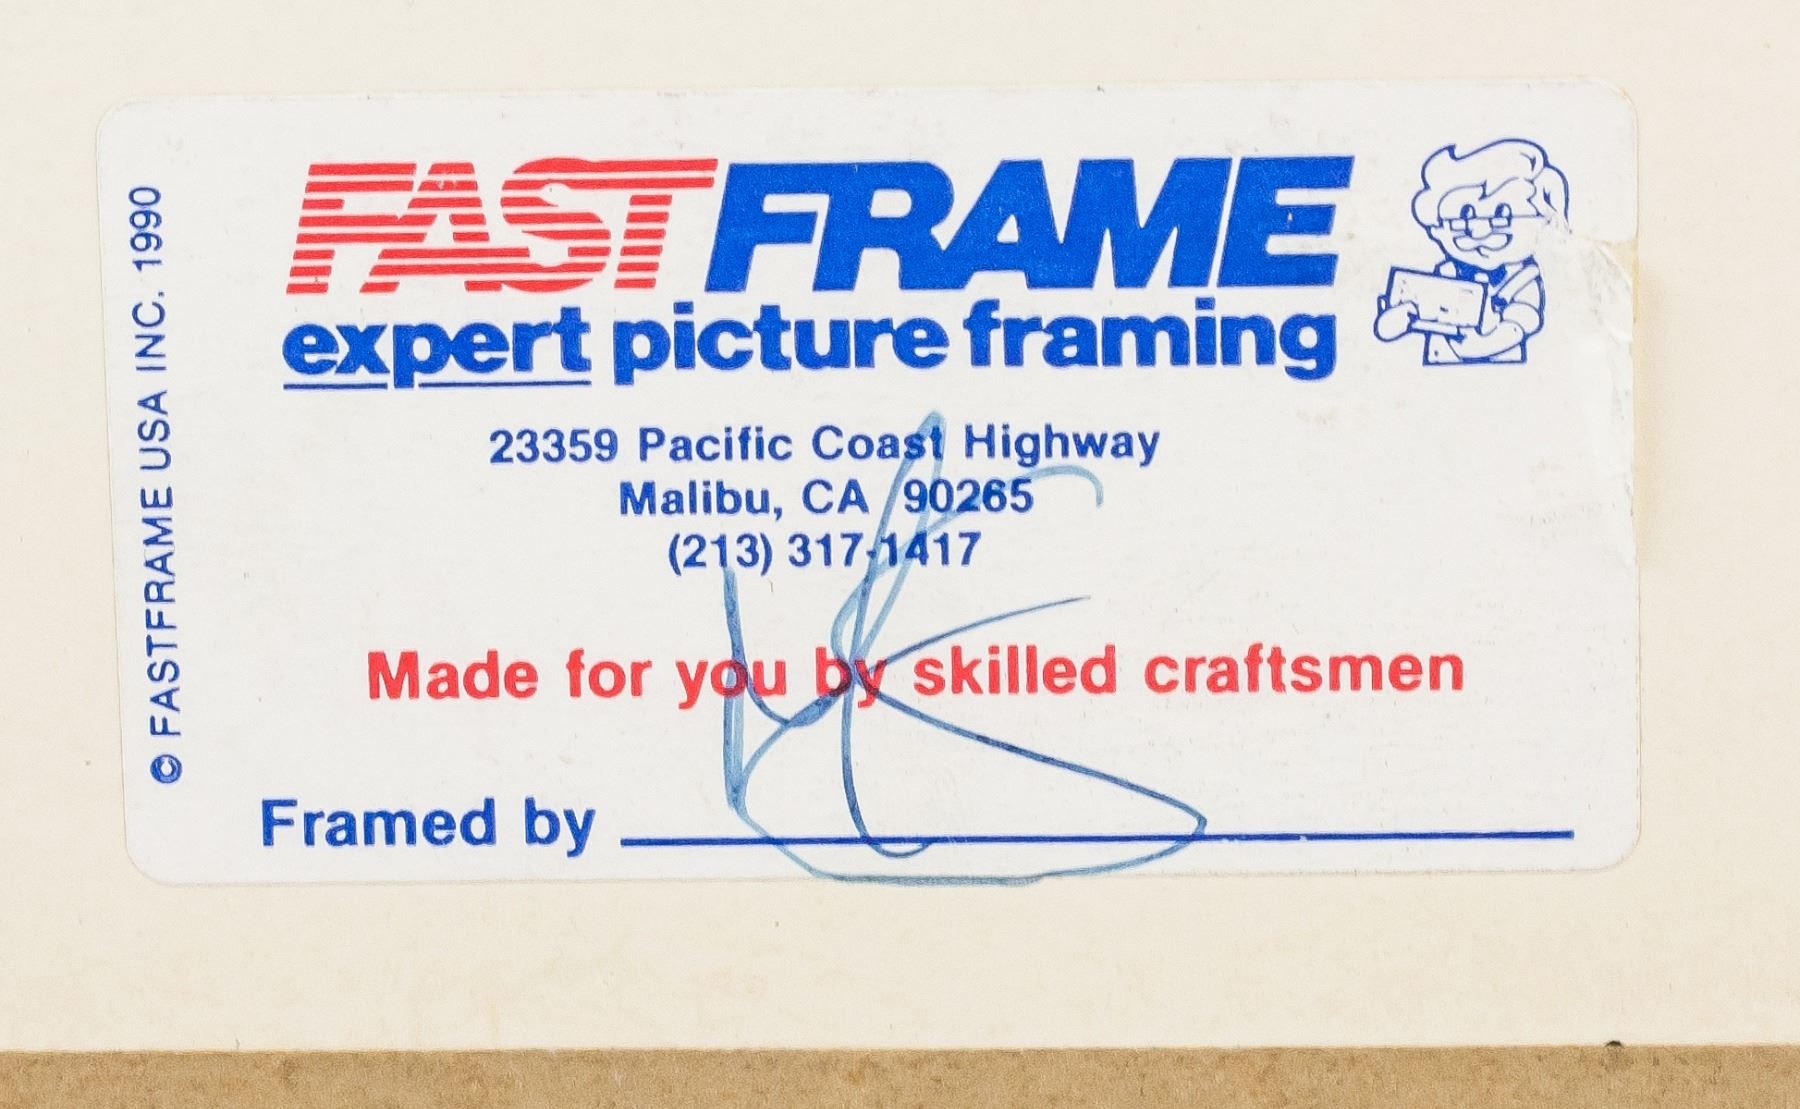 © FASTFRAME USA INC. 1990
FASTFRAME
expert picture framing
23359 Pacific Coast Highway
Malibu, CA 90265
(213) 317-1417
Made for you by skilled craftsmen
Framed by